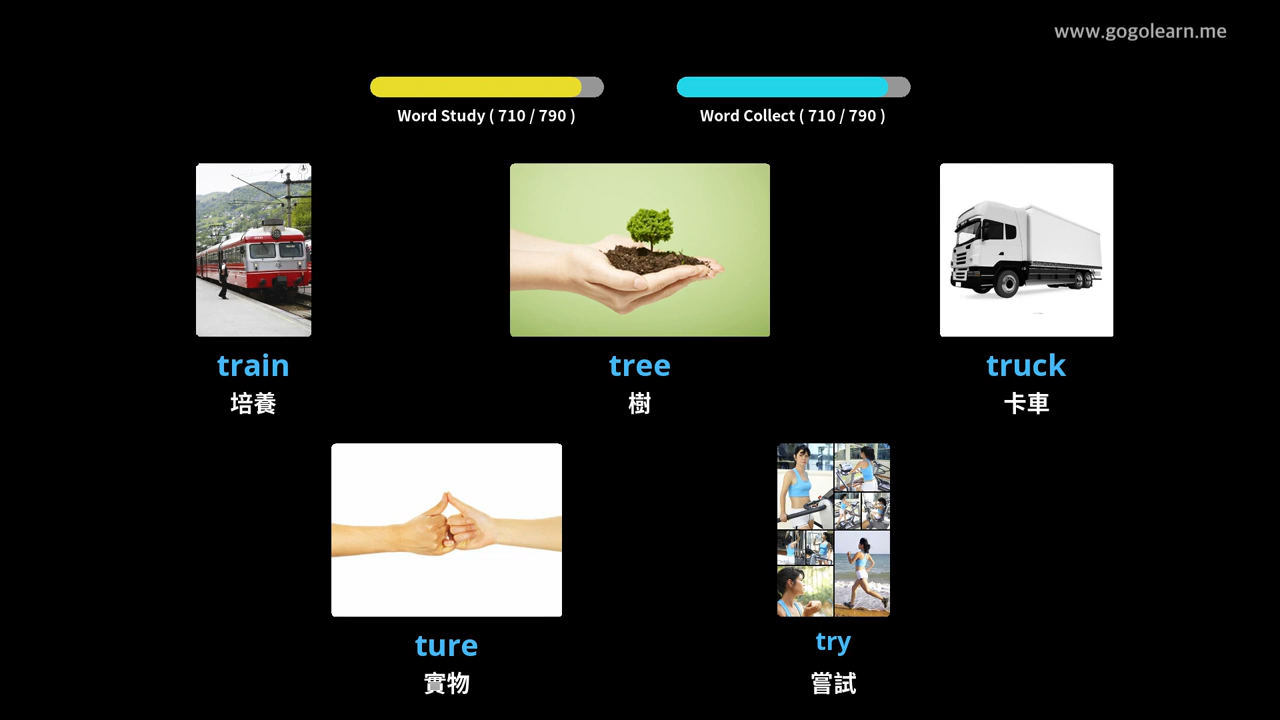 www.gogolearn.me
Word Study ( 710 / 790 )
Word Collect ( 710 / 790 )
train
培養
tree
樹
truck
卡車
ture
實物
try
嘗試